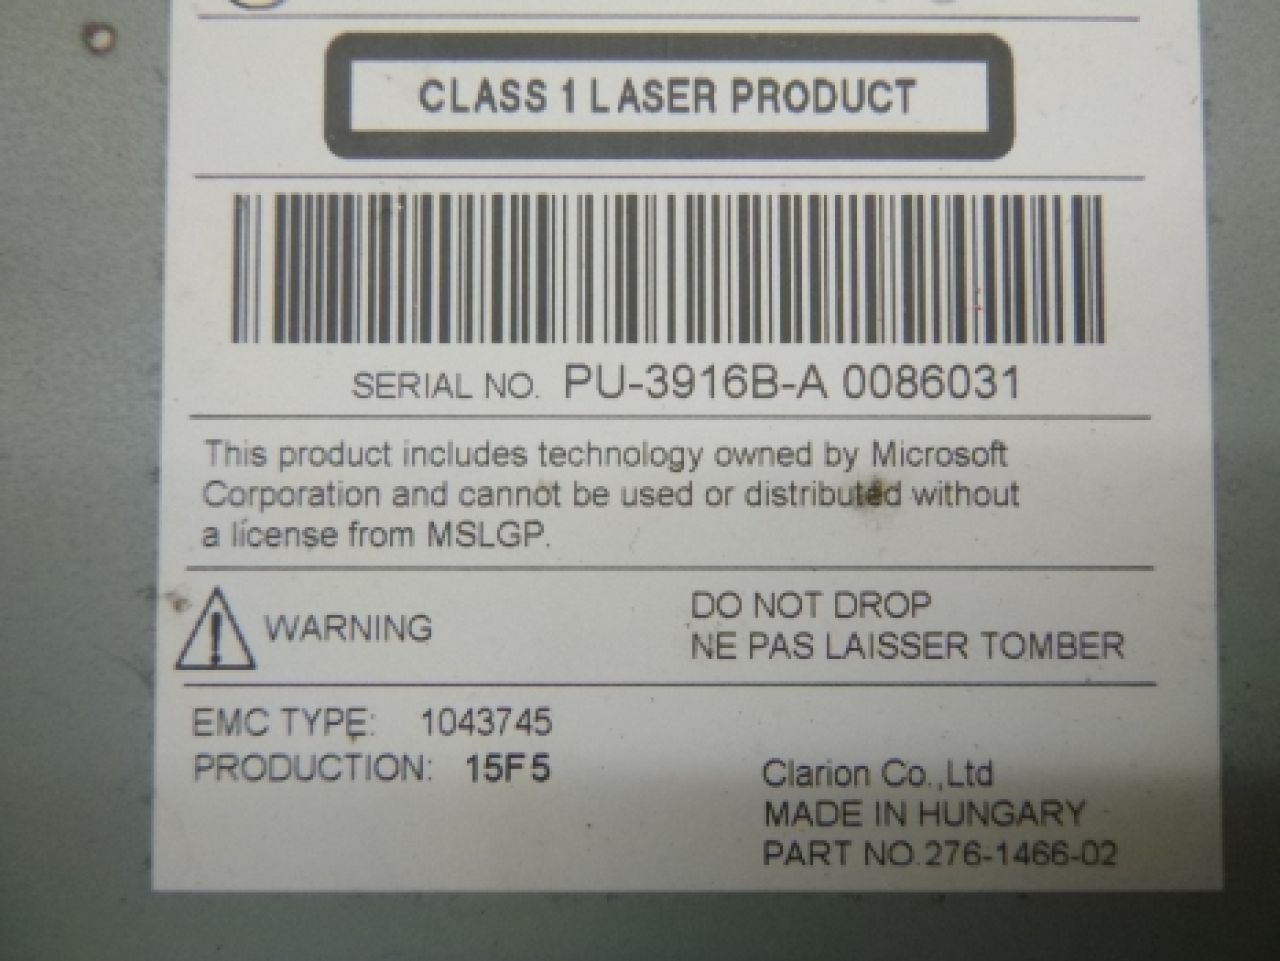 CLASS 1 LASER PRODUCT
SERIAL NO. PU-3916B-A 0086031
This product includes technology owned by Microsoft
Corporation and cannot be used or distributed without
a license from MSLGP.
WARNING
DO NOT DROP
NE PAS LAISSER TOMBER
EMC TYPE: 1043745
PRODUCTION: 15F5
Clarion Co.,Ltd
MADE IN HUNGARY
PART NO.276-1466-02